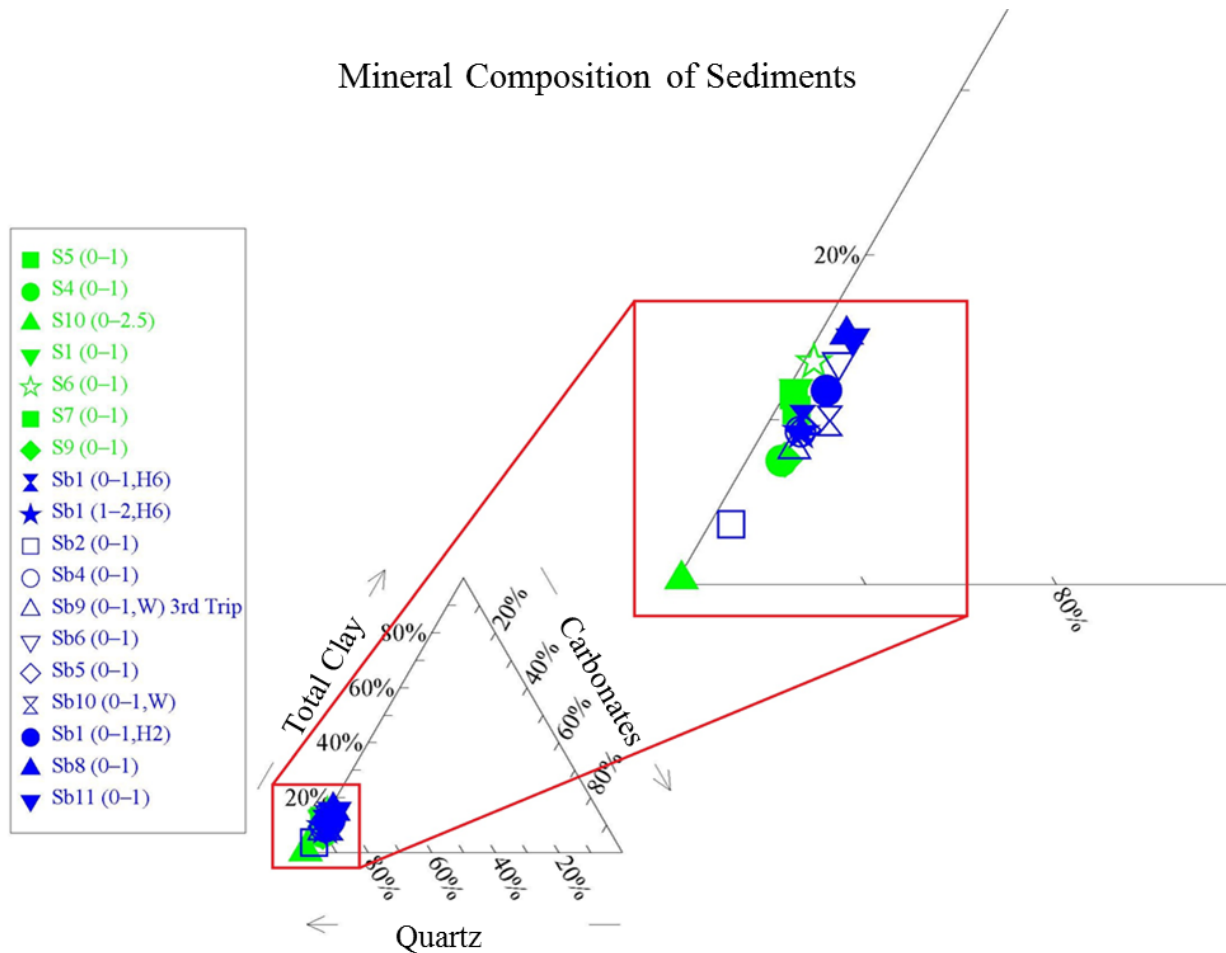 Mineral Composition of Sediments
S5 (0–1)
S4 (0–1)
S10 (0–2.5)
S1 (0–1)
S6 (0–1)
S7 (0–1)
S9 (0–1)
Sb1 (0–1,H6)
Sb1 (1–2,H6)
Sb2 (0–1)
Sb4 (0–1)
Sb9 (0–1,W) 3rd Trip
Sb6 (0–1)
Sb5 (0–1)
Sb10 (0–1,W)
Sb1 (0–1,H2)
Sb8 (0–1)
Sb11 (0–1)
20%
80%
Total Clay
80%
60%
40%
20%
Carbonates
20%
40%
60%
80%
80%
60%
40%
20%
Quartz